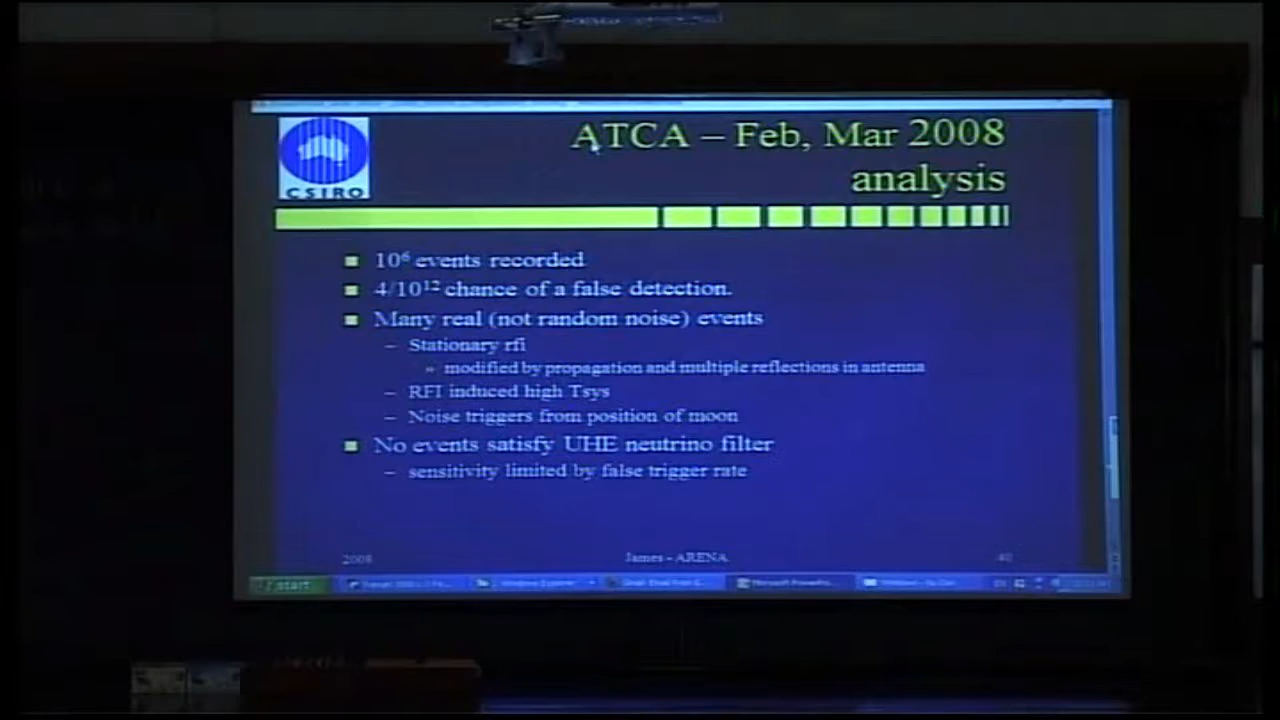 ATCA – Feb, Mar 2008
analysis
CSIRO
10⁶ events recorded
4/10¹² chance of a false detection.
Many real (not random noise) events
– Stationary rfi
» modified by propagation and multiple reflections in antenna
– RFI induced high Tsys
– Noise triggers from position of moon
No events satisfy UHE neutrino filter
– sensitivity limited by false trigger rate
2008 James - ARENA 40
start